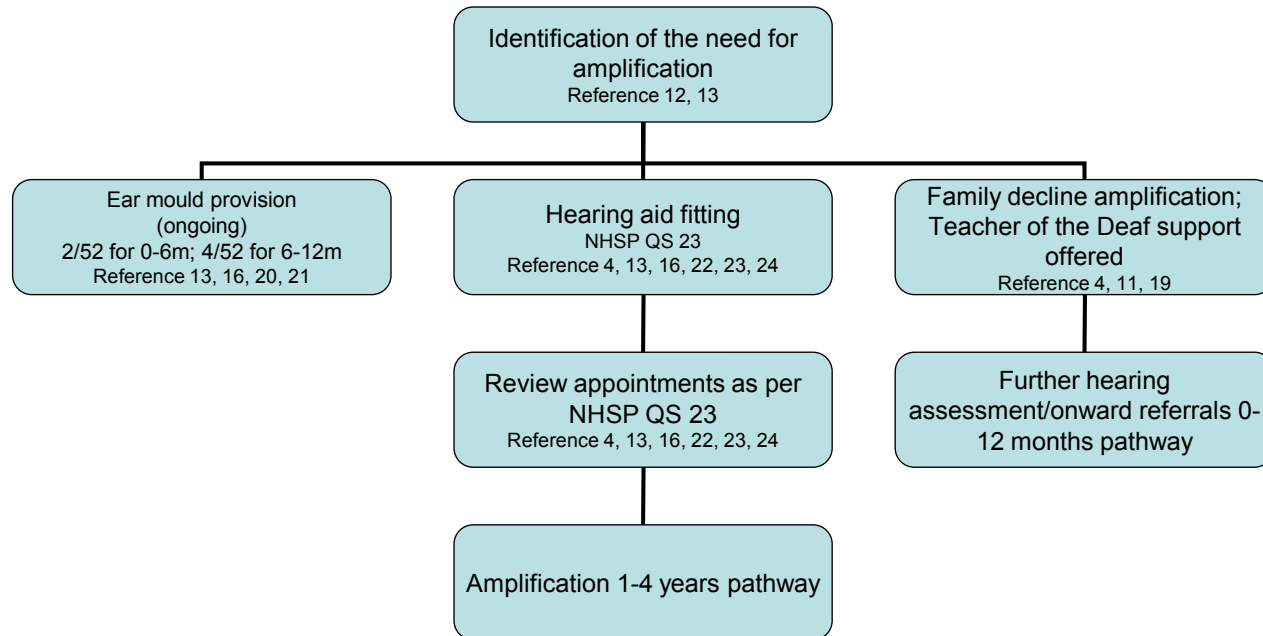 Identification of the need for
amplification
Reference 12, 13
Ear mould provision
(ongoing)
2/52 for 0-6m; 4/52 for 6-12m
Reference 13, 16, 20, 21
Hearing aid fitting
NHSP QS 23
Reference 4, 13, 16, 22, 23, 24
Family decline amplification;
Teacher of the Deaf support
offered
Reference 4, 11, 19
Review appointments as per
NHSP QS 23
Reference 4, 13, 16, 22, 23, 24
Further hearing
assessment/onward referrals 0-
12 months pathway
Amplification 1-4 years pathway